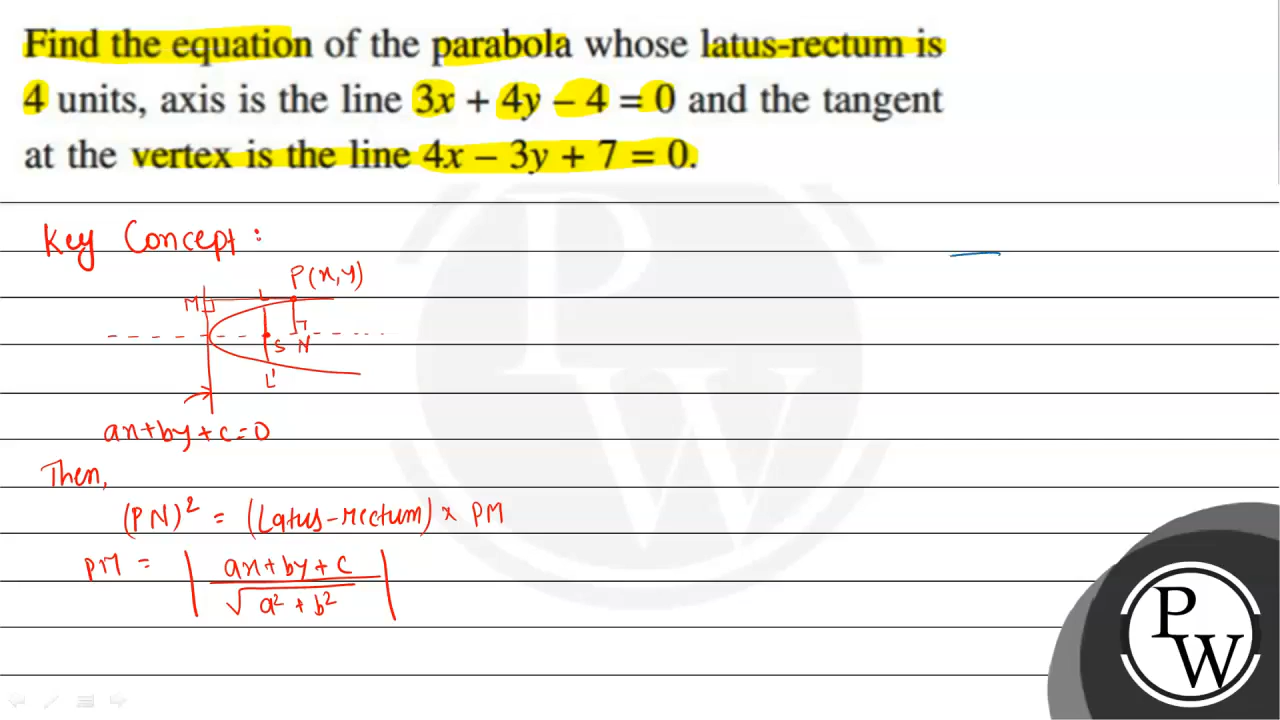 Find the equation of the parabola whose latus-rectum is
4 units, axis is the line 3x + 4y – 4 = 0 and the tangent
at the vertex is the line 4x – 3y + 7 = 0.
Key Concept :
P(x,y)
M
L
S N
L'
ax+by+c=0
Then,
(PN)² = (Latus-rectum) × PM
PM = | ax+by+c / √a²+b² |
PW
PW